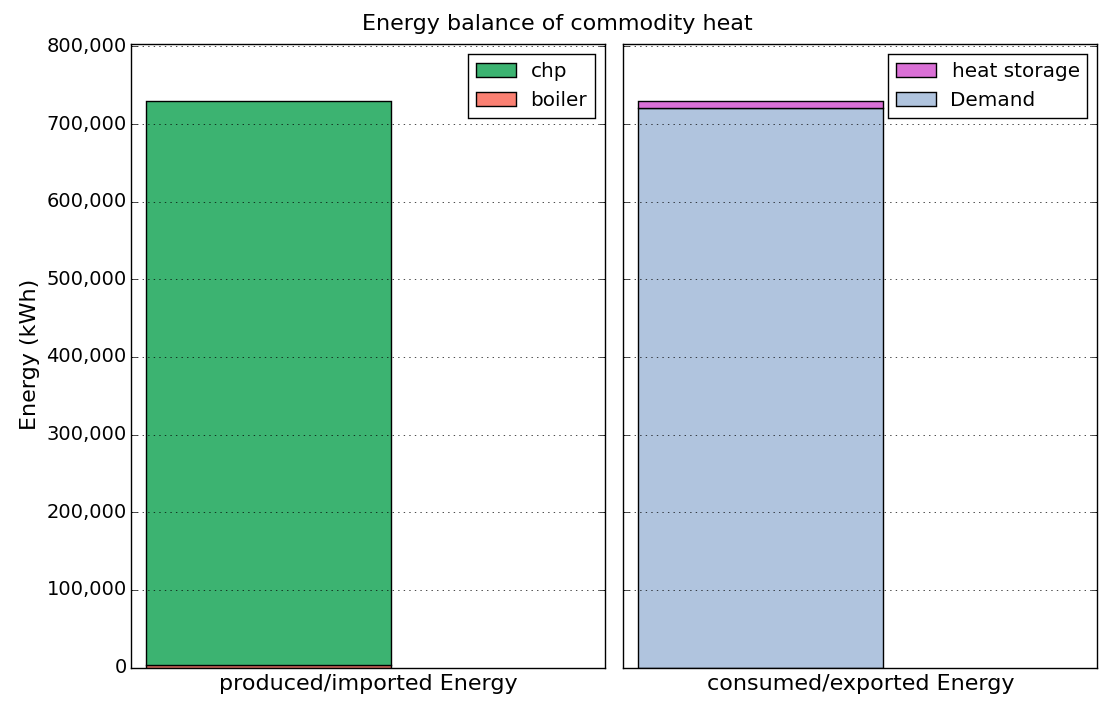 Energy balance of commodity heat
Energy (kWh)
800,000
700,000
600,000
500,000
400,000
300,000
200,000
100,000
0
chp
boiler
produced/imported Energy
heat storage
Demand
consumed/exported Energy